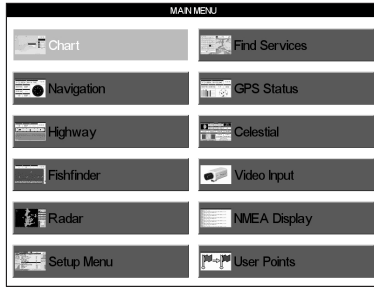 MAIN MENU
Chart
Find Services
Navigation
GPS Status
Highway
Celestial
Fishfinder
Video Input
Radar
NMEA Display
Setup Menu
User Points